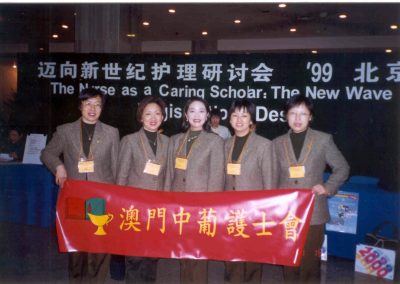 迈向新世纪护理研讨会 '99 北京
The Nurse as a Caring Scholar: The New Wave
Des
澳門中葡護士會